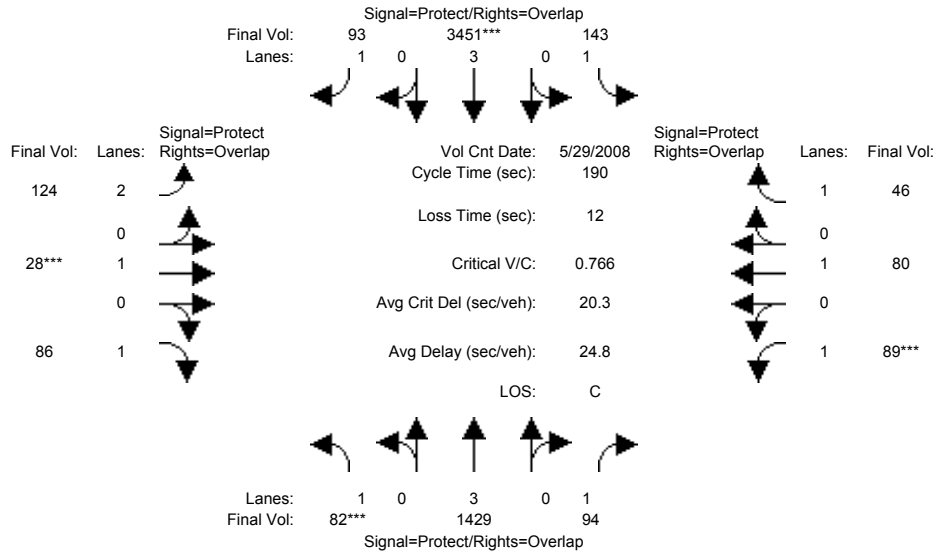 Signal=Protect/Rights=Overlap
Final Vol: 93 3451*** 143
Lanes: 1 0 3 0 1
Signal=Protect
Final Vol: Lanes: Rights=Overlap
Vol Cnt Date: 5/29/2008
Signal=Protect
Rights=Overlap Lanes: Final Vol:
Cycle Time (sec): 190
124 2
1 46
Loss Time (sec): 12
0
0
28*** 1
Critical V/C: 0.766
1 80
0
Avg Crit Del (sec/veh): 20.3
0
86 1
Avg Delay (sec/veh): 24.8
1 89***
LOS: C
Lanes: 1 0 3 0 1
Final Vol: 82*** 1429 94
Signal=Protect/Rights=Overlap